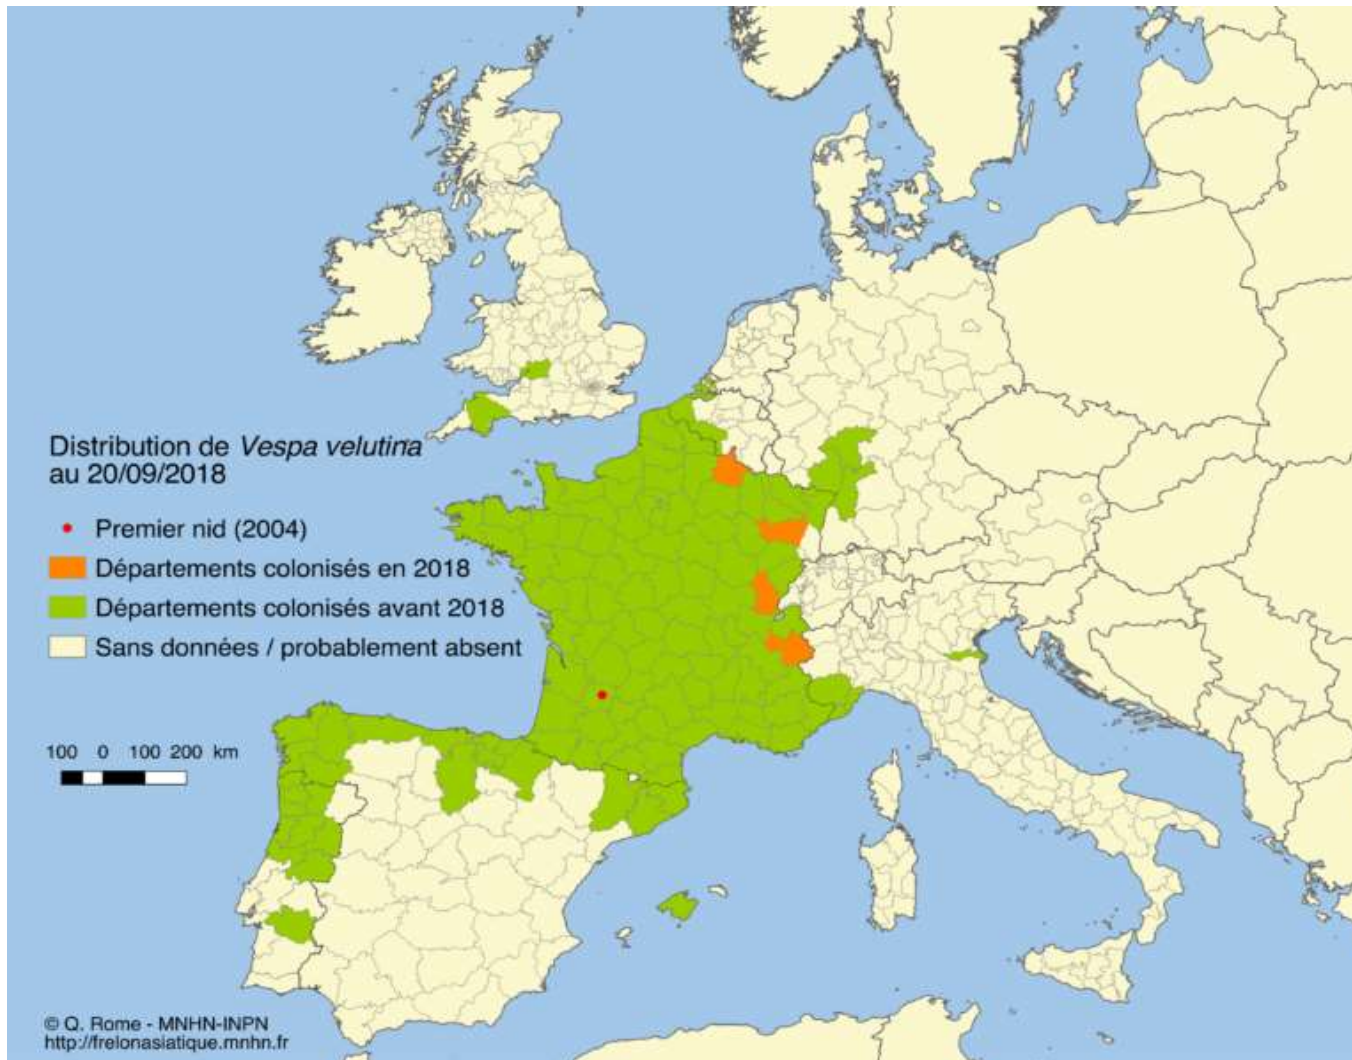 Distribution de Vespa velutina
au 20/09/2018
Premier nid (2004)
Départements colonisés en 2018
Départements colonisés avant 2018
Sans données / probablement absent
100 0 100 200 km
© Q. Rome - MNHN-INPN
http://frelonasiatique.mnhn.fr